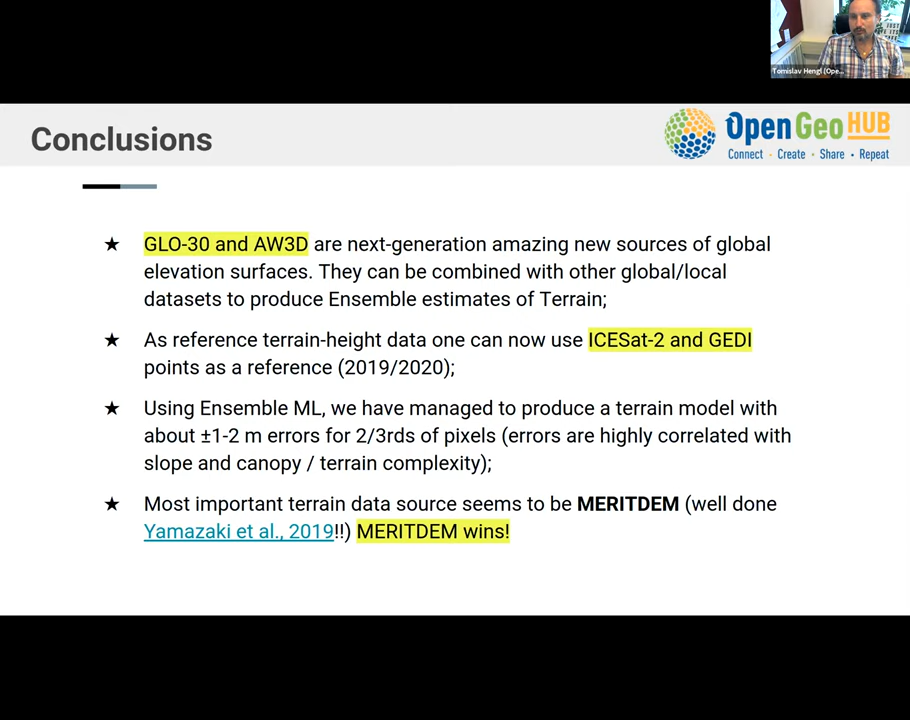 Tomislav Hengl (Ope...
Conclusions
OpenGeoHUB
Connect · Create · Share · Repeat
★ GLO-30 and AW3D are next-generation amazing new sources of global
elevation surfaces. They can be combined with other global/local
datasets to produce Ensemble estimates of Terrain;
★ As reference terrain-height data one can now use ICESat-2 and GEDI
points as a reference (2019/2020);
★ Using Ensemble ML, we have managed to produce a terrain model with
about ±1-2 m errors for 2/3rds of pixels (errors are highly correlated with
slope and canopy / terrain complexity);
★ Most important terrain data source seems to be MERITDEM (well done
Yamazaki et al., 2019!!) MERITDEM wins!